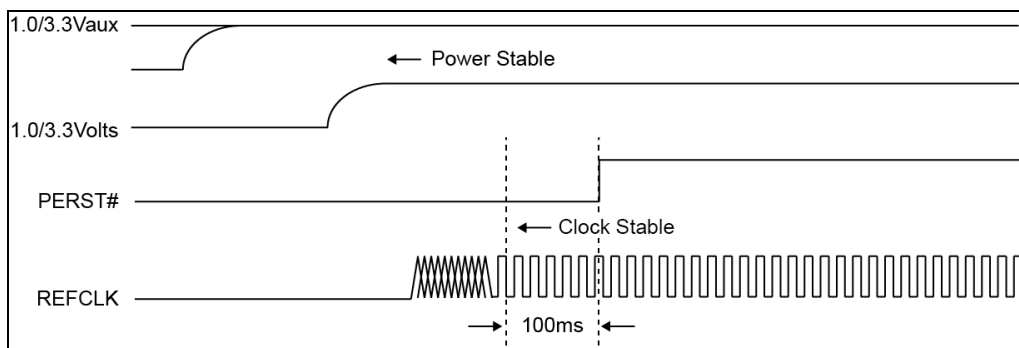 1.0/3.3Vaux
Power Stable
1.0/3.3Volts
PERST#
Clock Stable
REFCLK
100ms